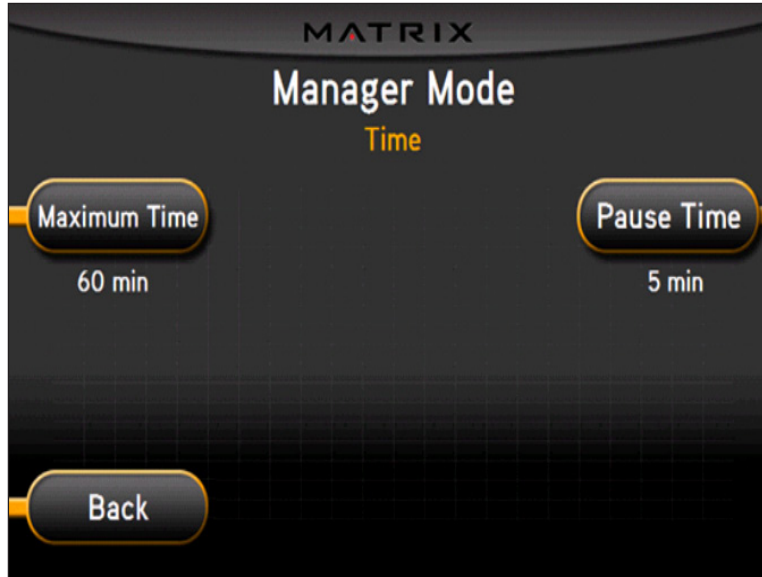 MATRIX
Manager Mode
Time
Maximum Time
Pause Time
60 min
5 min
Back